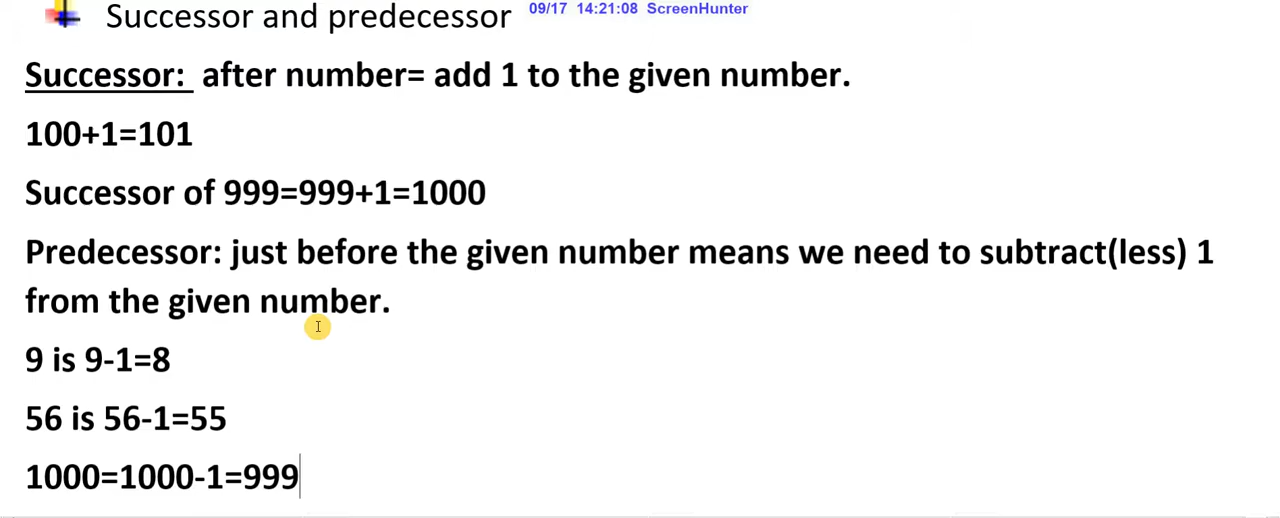 Successor and predecessor
09/17 14:21:08 ScreenHunter
Successor: after number= add 1 to the given number.
100+1=101
Successor of 999=999+1=1000
Predecessor: just before the given number means we need to subtract(less) 1
from the given number.
9 is 9-1=8
56 is 56-1=55
1000=1000-1=999